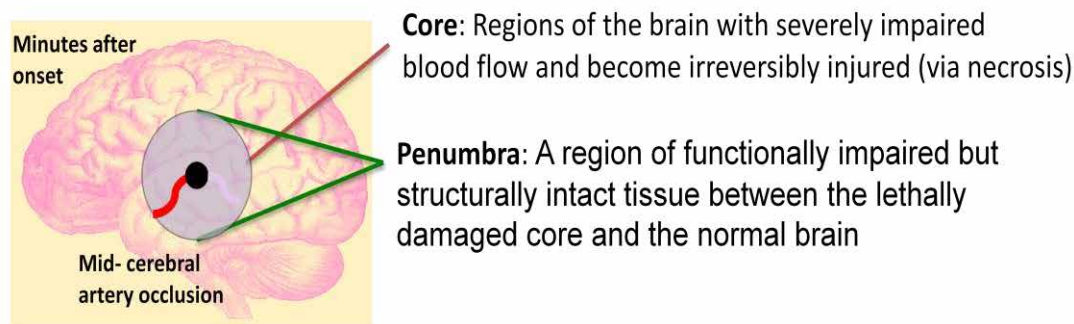 Minutes after
onset
Mid- cerebral
artery occlusion
Core: Regions of the brain with severely impaired
blood flow and become irreversibly injured (via necrosis)
Penumbra: A region of functionally impaired but
structurally intact tissue between the lethally
damaged core and the normal brain